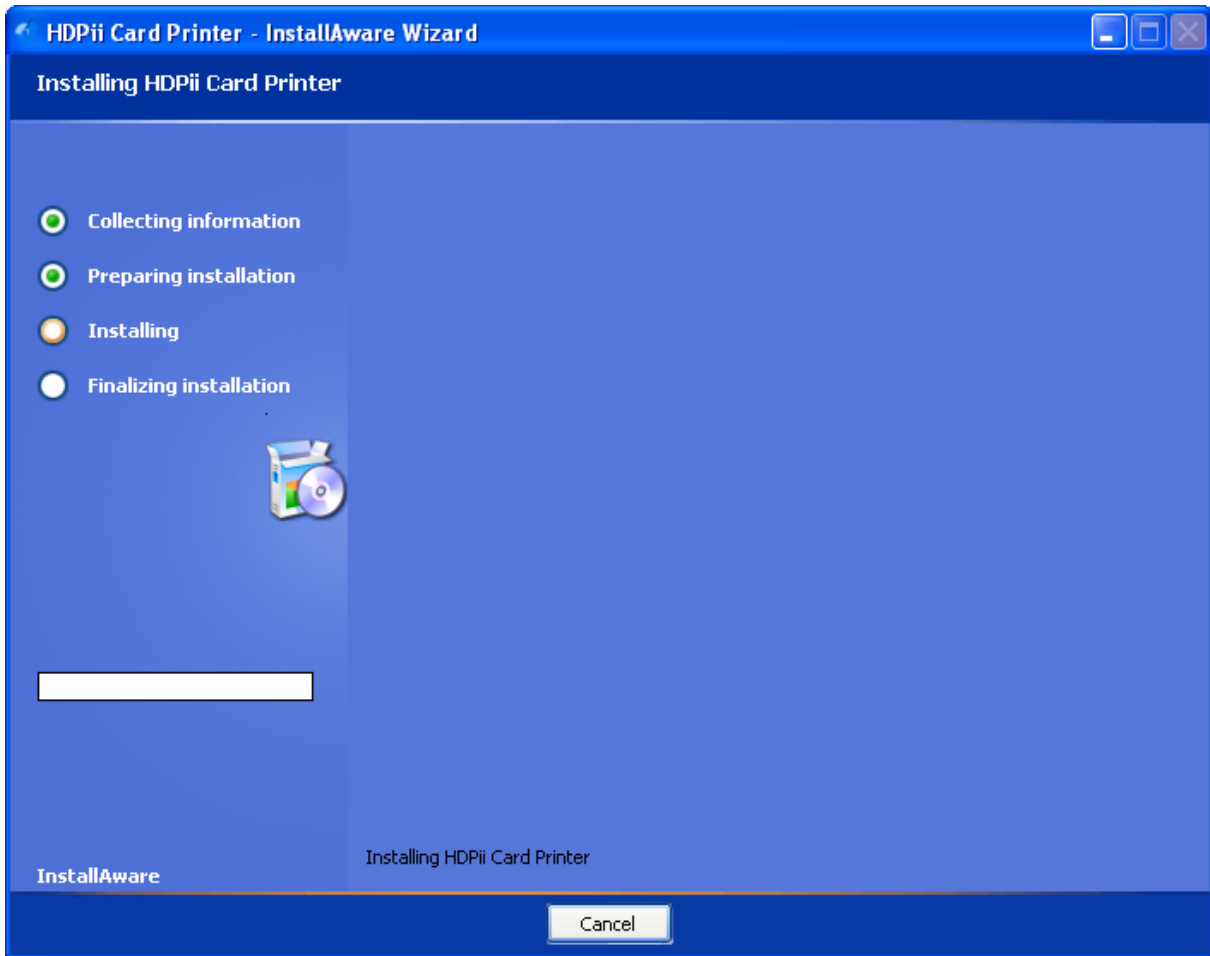 HDPii Card Printer - InstallAware Wizard
Installing HDPii Card Printer
Collecting information
Preparing installation
Installing
Finalizing installation
Installing HDPii Card Printer
InstallAware
Cancel